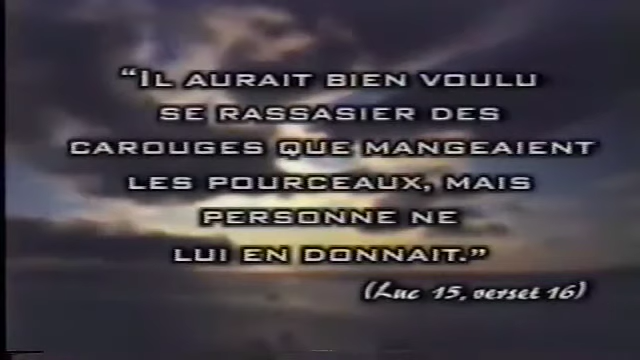 “IL AURAIT BIEN VOULU
SE RASSASIER DES
CAROUGES QUE MANGEAIENT
LES POURCEAUX, MAIS
PERSONNE NE
LUI EN DONNAIT.”
(Luc 15, verset 16)